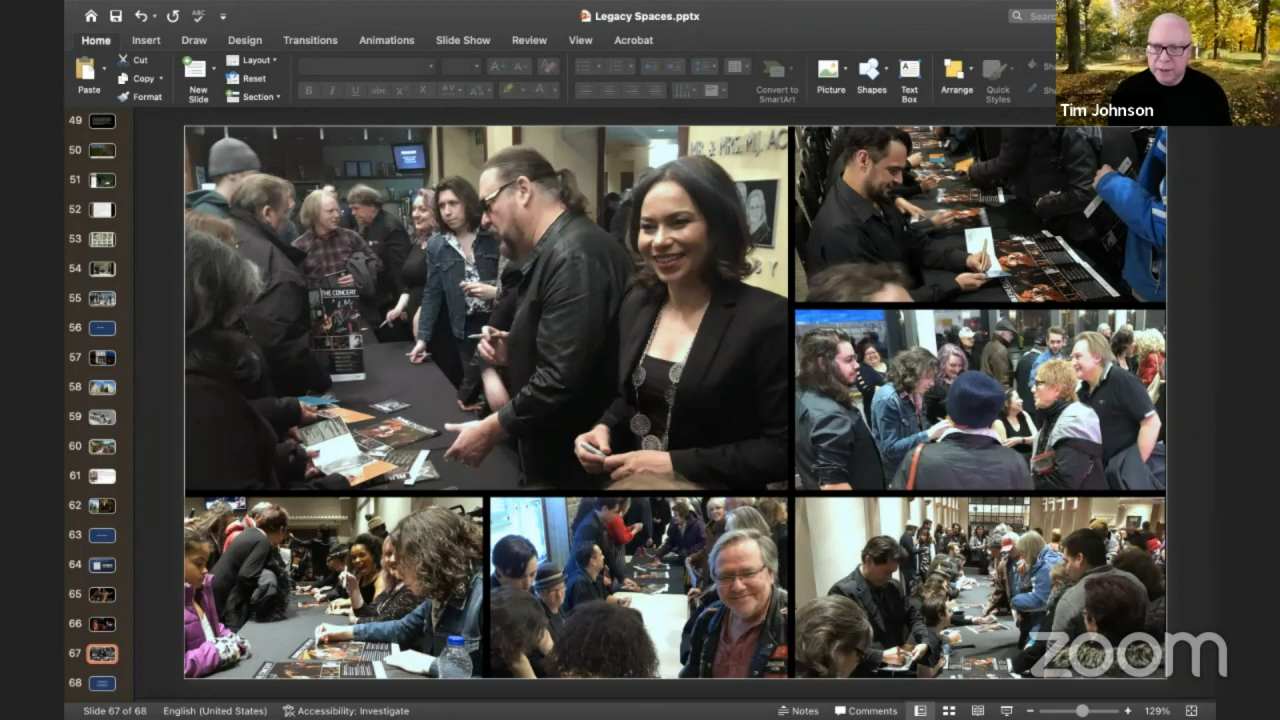 ABC
Legacy Spaces.pptx
Home
Insert
Draw
Design
Transitions
Animations
Slide Show
Review
View
Acrobat
Paste
Cut
Copy
Format
New
Slide
Layout
Reset
Section
Convert to
SmartArt
Picture
Shapes
Text
Box
Arrange
Quick
Styles
Tim Johnson
49
50
51
52
53
54
55
56
57
58
59
60
61
62
63
64
65
66
67
68
MR. & MRS.
THE CONCERT
zoom
Slide 67 of 68
English (United States)
Accessibility: Investigate
Notes
Comments
129%